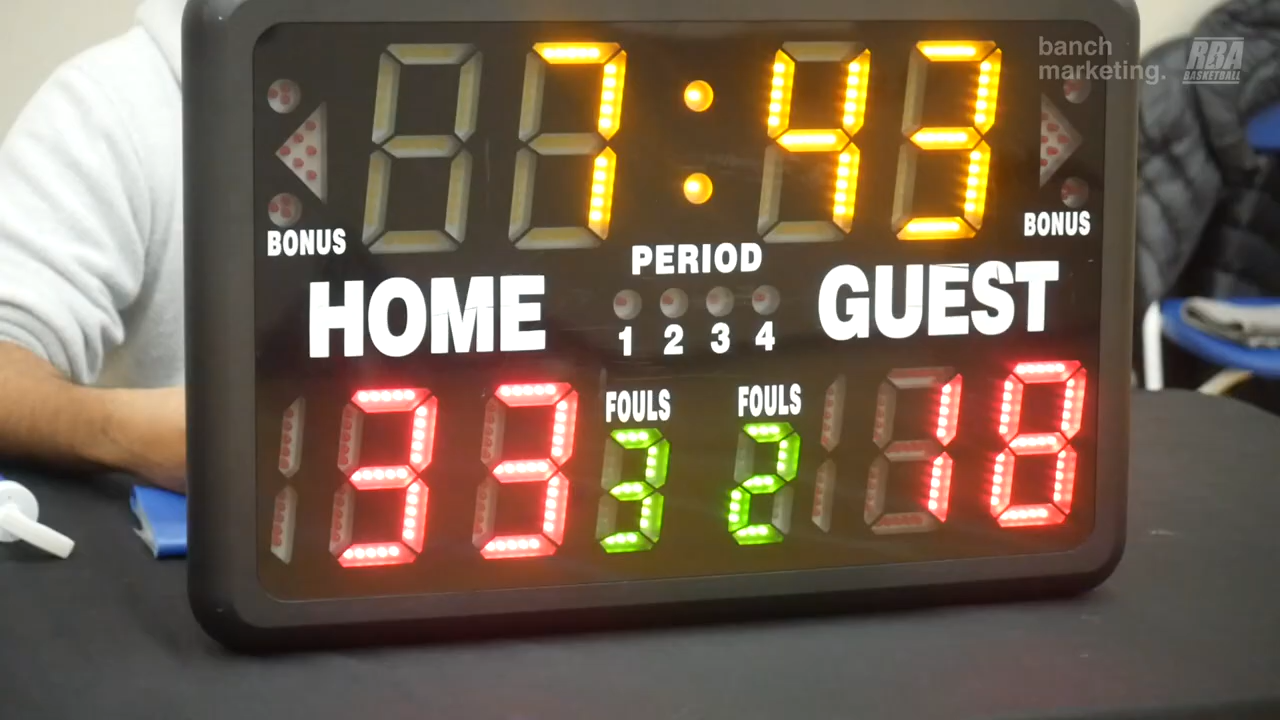 banch
marketing.
RBA
BASKETBALL
7:43
BONUS
BONUS
PERIOD
HOME
GUEST
1 2 3 4
FOULS
FOULS
33
3
2
18